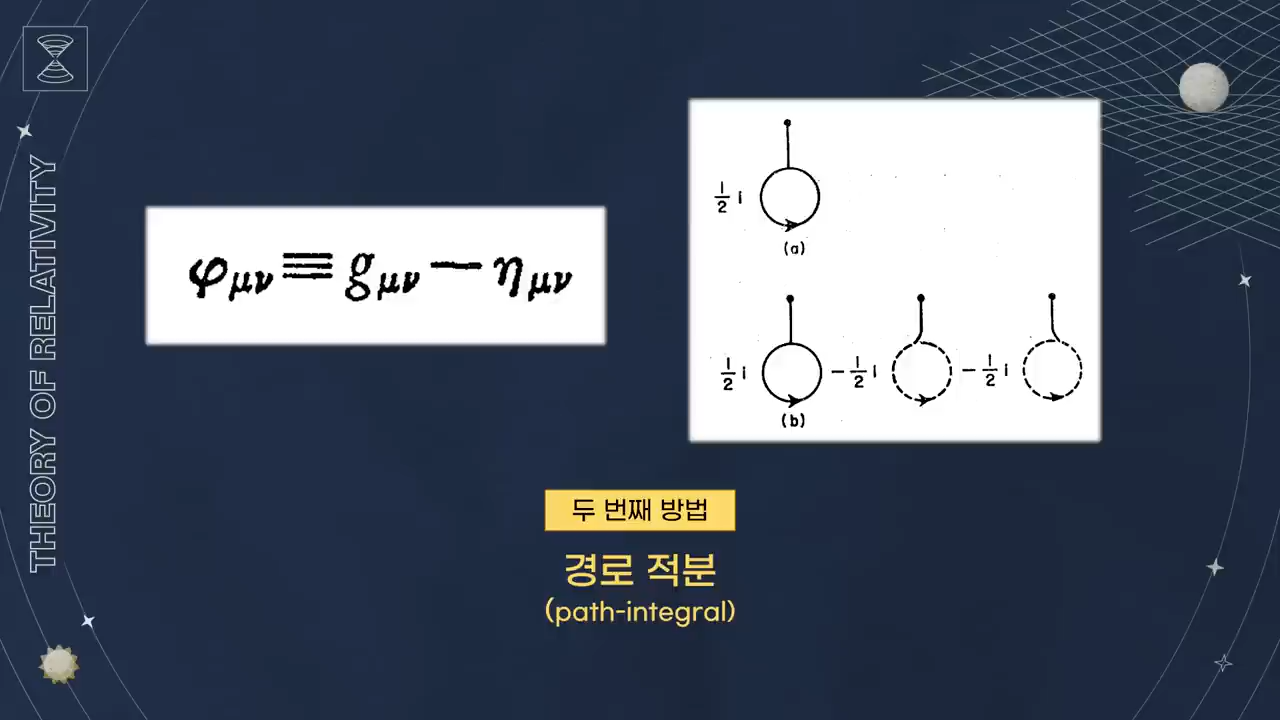 THEORY OF RELATIVITY
φμν ≡ gμν − ημν
1/2 i
(a)
1/2 i − 1/2 i − 1/2 i
(b)
두 번째 방법
경로 적분
(path-integral)